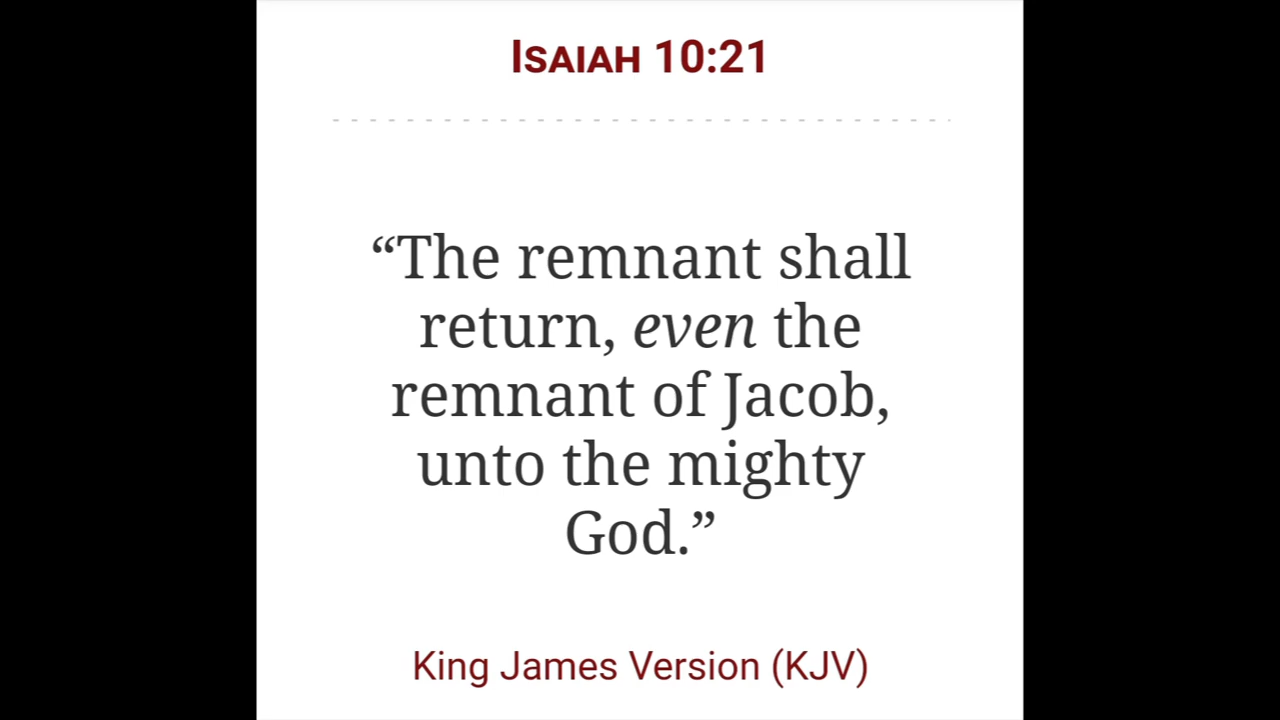 Isaiah 10:21
“The remnant shall
return, even the
remnant of Jacob,
unto the mighty
God.”
King James Version (KJV)